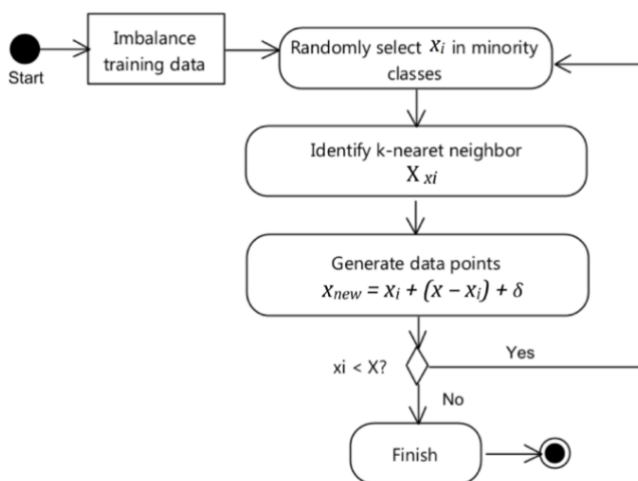 Start
Imbalance
training data
Randomly select xᵢ in minority
classes
Identify k-nearet neighbor
X xi
Generate data points
xnew = xᵢ + (x − xᵢ) + δ
xi < X?
Yes
No
Finish